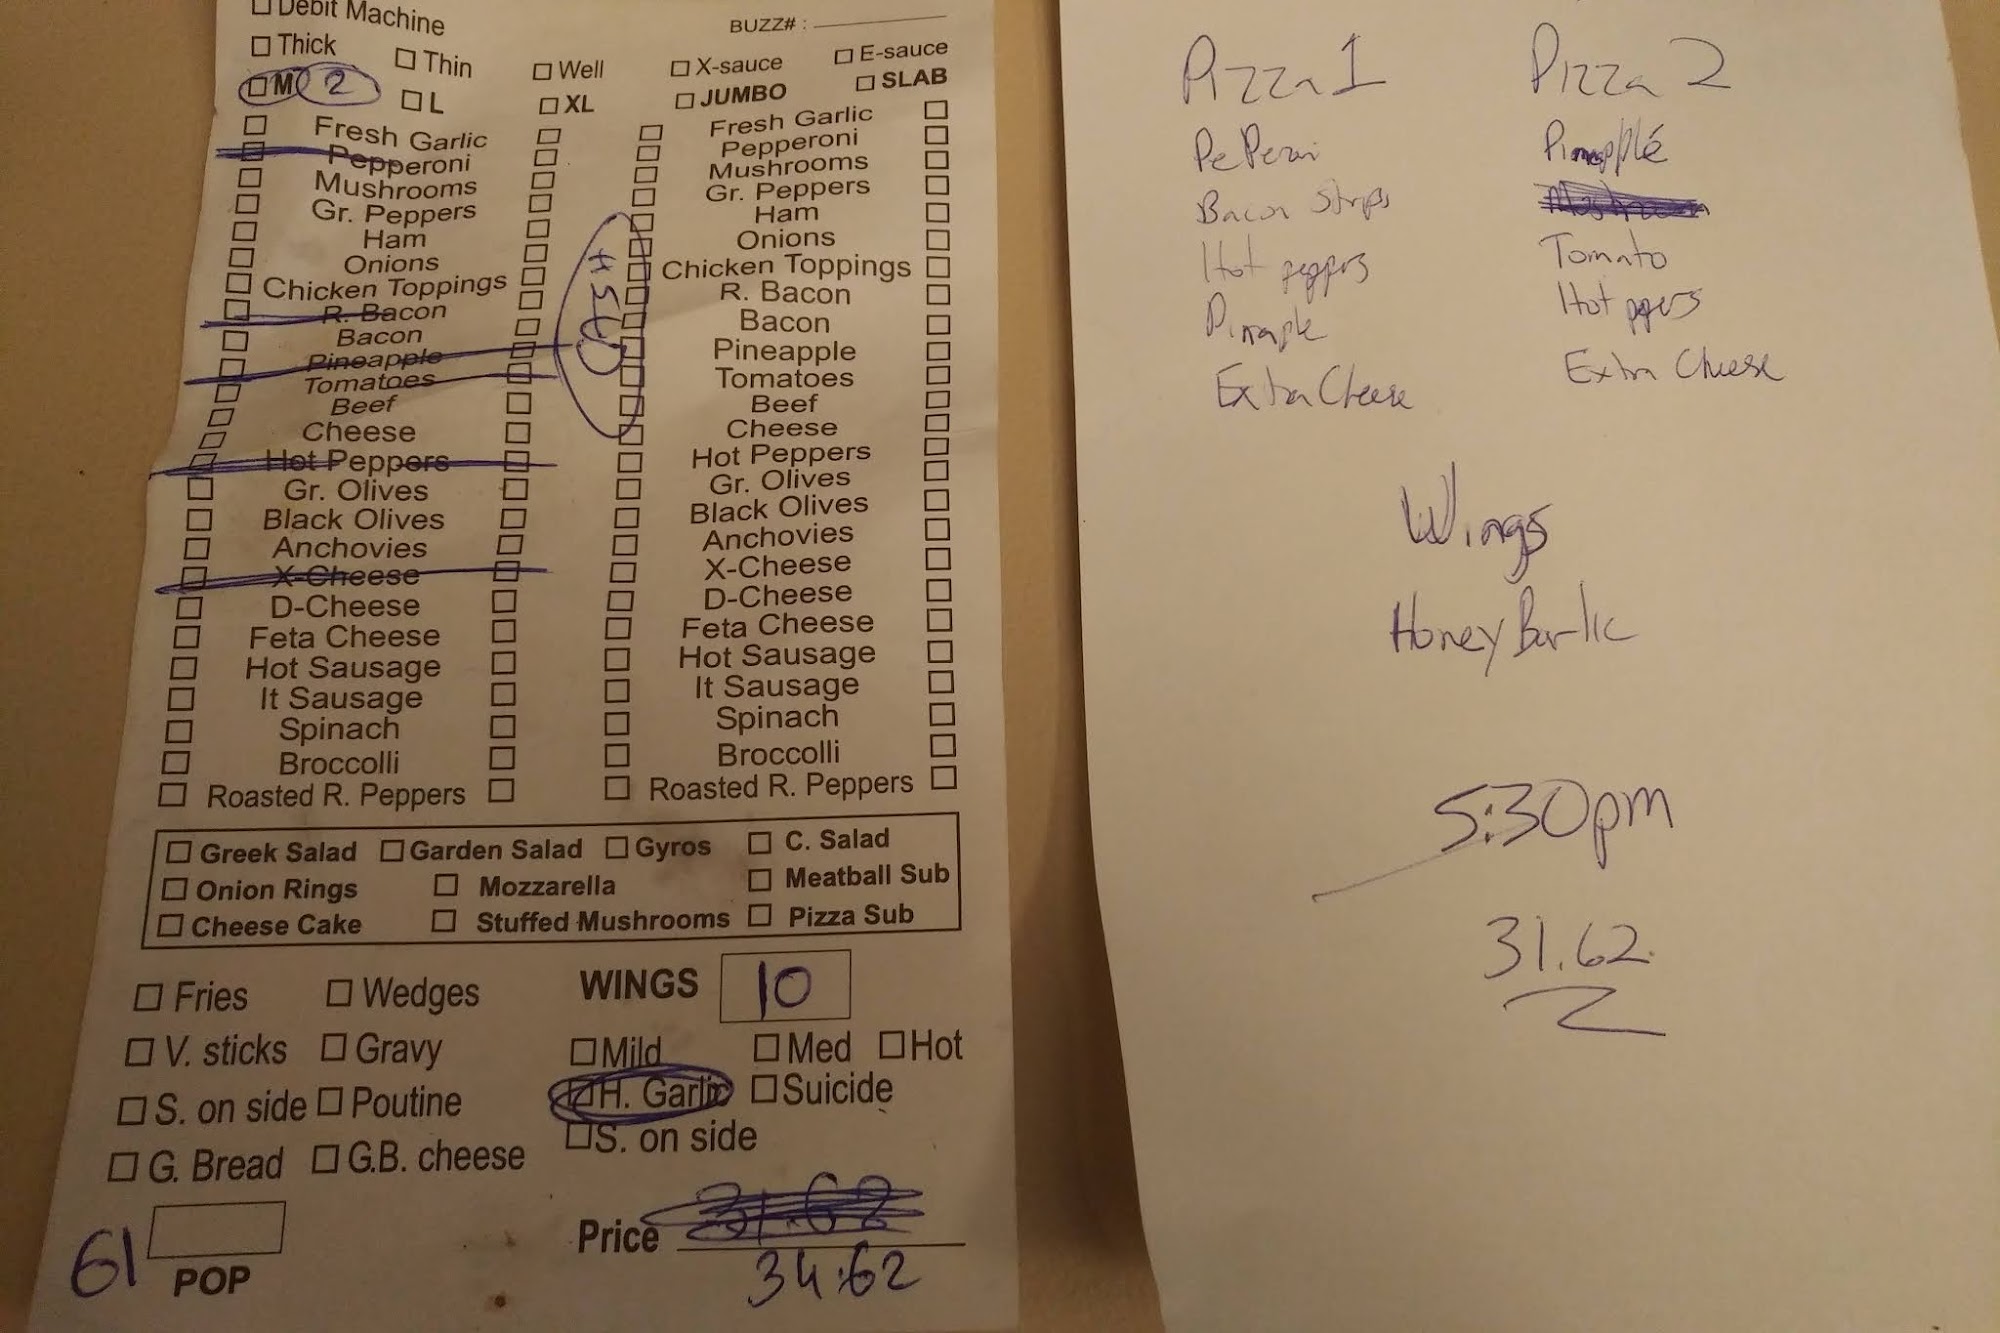 Debit Machine
BUZZ# :
Thick Thin Well X-sauce E-sauce
M 2 L XL JUMBO SLAB
Fresh Garlic Fresh Garlic
Pepperoni Pepperoni
Mushrooms Mushrooms
Gr. Peppers Gr. Peppers
Ham Ham
Onions Onions
Chicken Toppings Chicken Toppings
R. Bacon R. Bacon
Bacon Bacon
Pineapple Pineapple
Tomatoes Tomatoes
Beef Beef
Cheese Cheese
Hot Peppers Hot Peppers
Gr. Olives Gr. Olives
Black Olives Black Olives
Anchovies Anchovies
X-Cheese X-Cheese
D-Cheese D-Cheese
Feta Cheese Feta Cheese
Hot Sausage Hot Sausage
It Sausage It Sausage
Spinach Spinach
Broccolli Broccolli
Roasted R. Peppers Roasted R. Peppers
Greek Salad Garden Salad Gyros C. Salad
Onion Rings Mozzarella Meatball Sub
Cheese Cake Stuffed Mushrooms Pizza Sub
Fries Wedges WINGS 10
V. sticks Gravy Mild Med Hot
S. on side Poutine H. Garlic Suicide
G. Bread G.B. cheese S. on side
61 POP
Price 31.62
34.62
Pizza 1
PePeroni
Bacon Strips
Hot peppers
Pinaple
Extra Cheese
Pizza 2
Pineapple
Mushroom
Tomato
Hot ppers
Extra Cheese
Wings
Honey Garlic
5:30pm
31.62